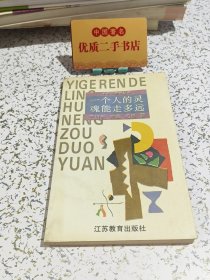 中国书店
优质二手书店
YIGERENDE
LING
HUN
NENG
ZOU
DUO
YUAN
一个人的灵
魂能走多远
江苏教育出版社